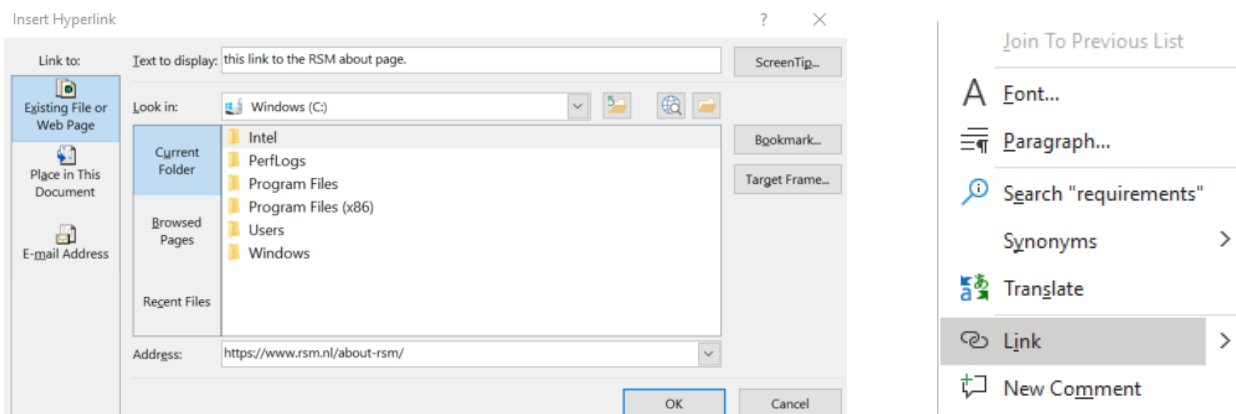 Insert Hyperlink
? ×
Link to:
Text to display: this link to the RSM about page.
ScreenTip...
Existing File or
Web Page
Look in: Windows (C:)
Current
Folder
Intel
PerfLogs
Program Files
Program Files (x86)
Users
Windows
Bookmark...
Target Frame...
Place in This
Document
Browsed
Pages
E-mail Address
Recent Files
Address: https://www.rsm.nl/about-rsm/
OK
Cancel
Join To Previous List
A Font...
Paragraph...
Search "requirements"
Synonyms >
Translate
Link >
New Comment